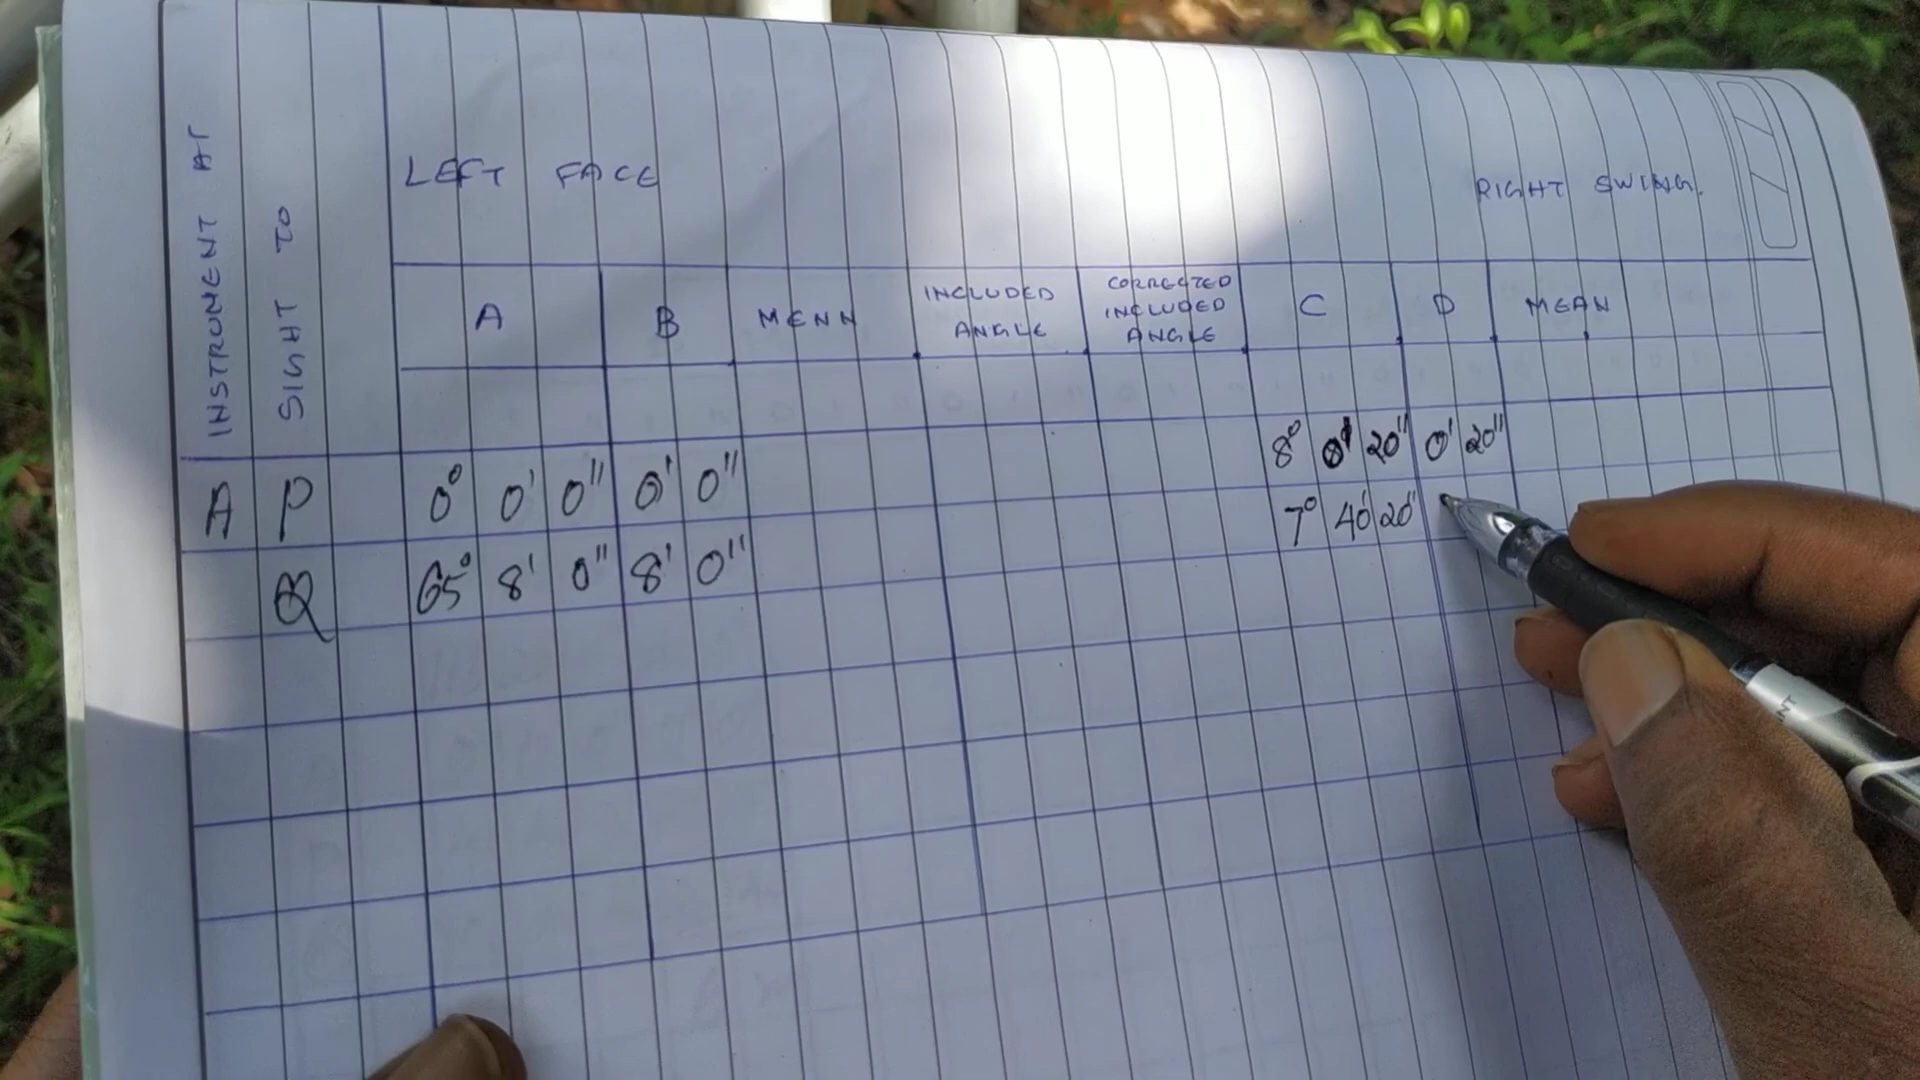 INSTRUMENT AT
SIGHT TO
LEFT FACE RIGHT SWING.
A B MENN INCLUDED ANGLE CORRECTED INCLUDED ANGLE C D MEAN
A P 0° 0' 0" 0' 0" 8° 0' 20" 0' 20"
Q 65° 8' 0" 8' 0" 7° 40' 20'